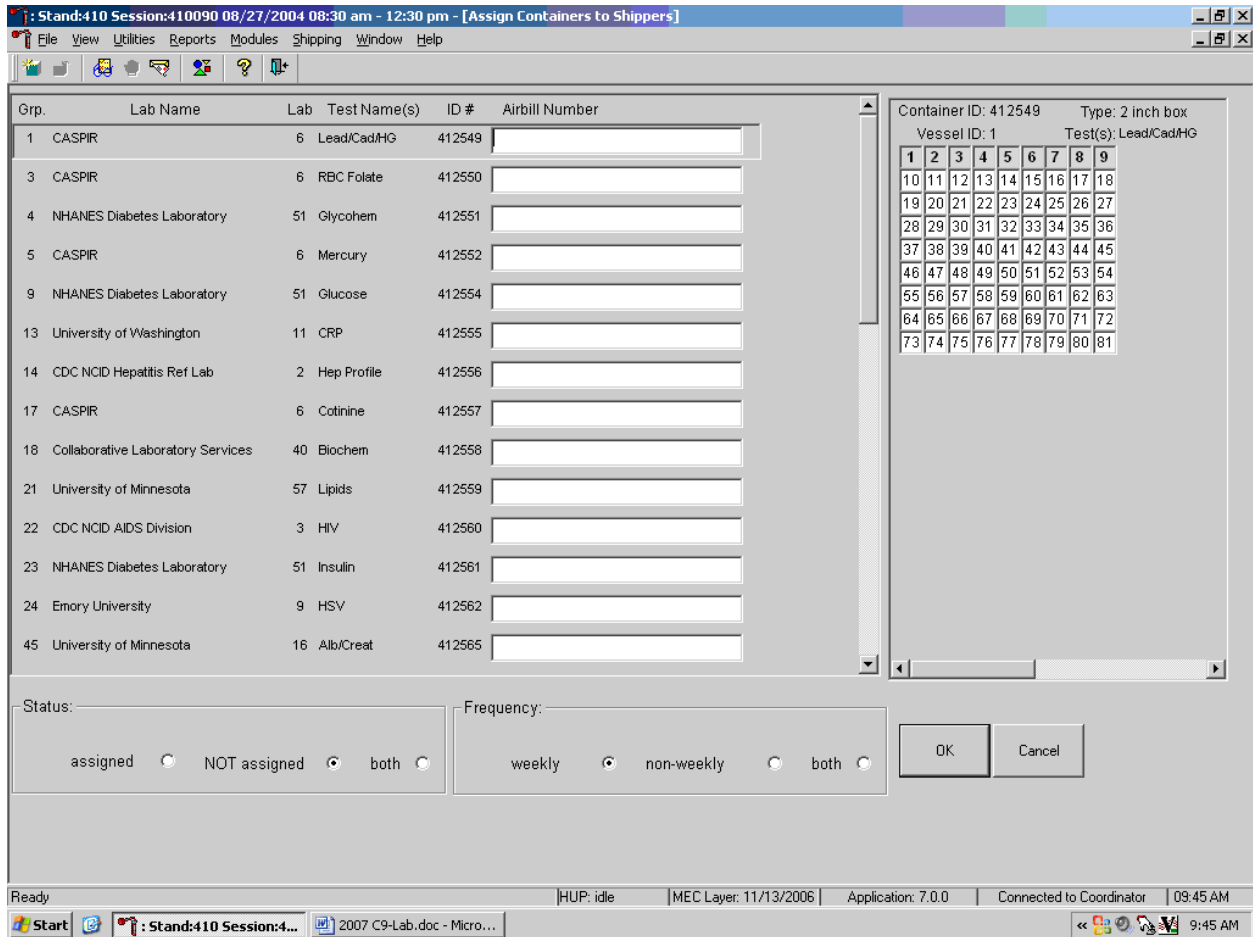 : Stand:410 Session:410090 08/27/2004 08:30 am - 12:30 pm - [Assign Containers to Shippers]
File View Utilities Reports Modules Shipping Window Help
Grp. Lab Name Lab Test Name(s) ID # Airbill Number
1 CASPIR 6 Lead/Cad/HG 412549
3 CASPIR 6 RBC Folate 412550
4 NHANES Diabetes Laboratory 51 Glycohem 412551
5 CASPIR 6 Mercury 412552
9 NHANES Diabetes Laboratory 51 Glucose 412554
13 University of Washington 11 CRP 412555
14 CDC NCID Hepatitis Ref Lab 2 Hep Profile 412556
17 CASPIR 6 Cotinine 412557
18 Collaborative Laboratory Services 40 Biochem 412558
21 University of Minnesota 57 Lipids 412559
22 CDC NCID AIDS Division 3 HIV 412560
23 NHANES Diabetes Laboratory 51 Insulin 412561
24 Emory University 9 HSV 412562
45 University of Minnesota 16 Alb/Creat 412565
Container ID: 412549 Type: 2 inch box
Vessel ID: 1 Test(s): Lead/Cad/HG
1 2 3 4 5 6 7 8 9
10 11 12 13 14 15 16 17 18
19 20 21 22 23 24 25 26 27
28 29 30 31 32 33 34 35 36
37 38 39 40 41 42 43 44 45
46 47 48 49 50 51 52 53 54
55 56 57 58 59 60 61 62 63
64 65 66 67 68 69 70 71 72
73 74 75 76 77 78 79 80 81
Status:
assigned NOT assigned both
Frequency:
weekly non-weekly both
OK Cancel
Ready HUP: idle MEC Layer: 11/13/2006 Application: 7.0.0 Connected to Coordinator 09:45 AM
Start : Stand:410 Session:4... 2007 C9-Lab.doc - Micro... « 9:45 AM